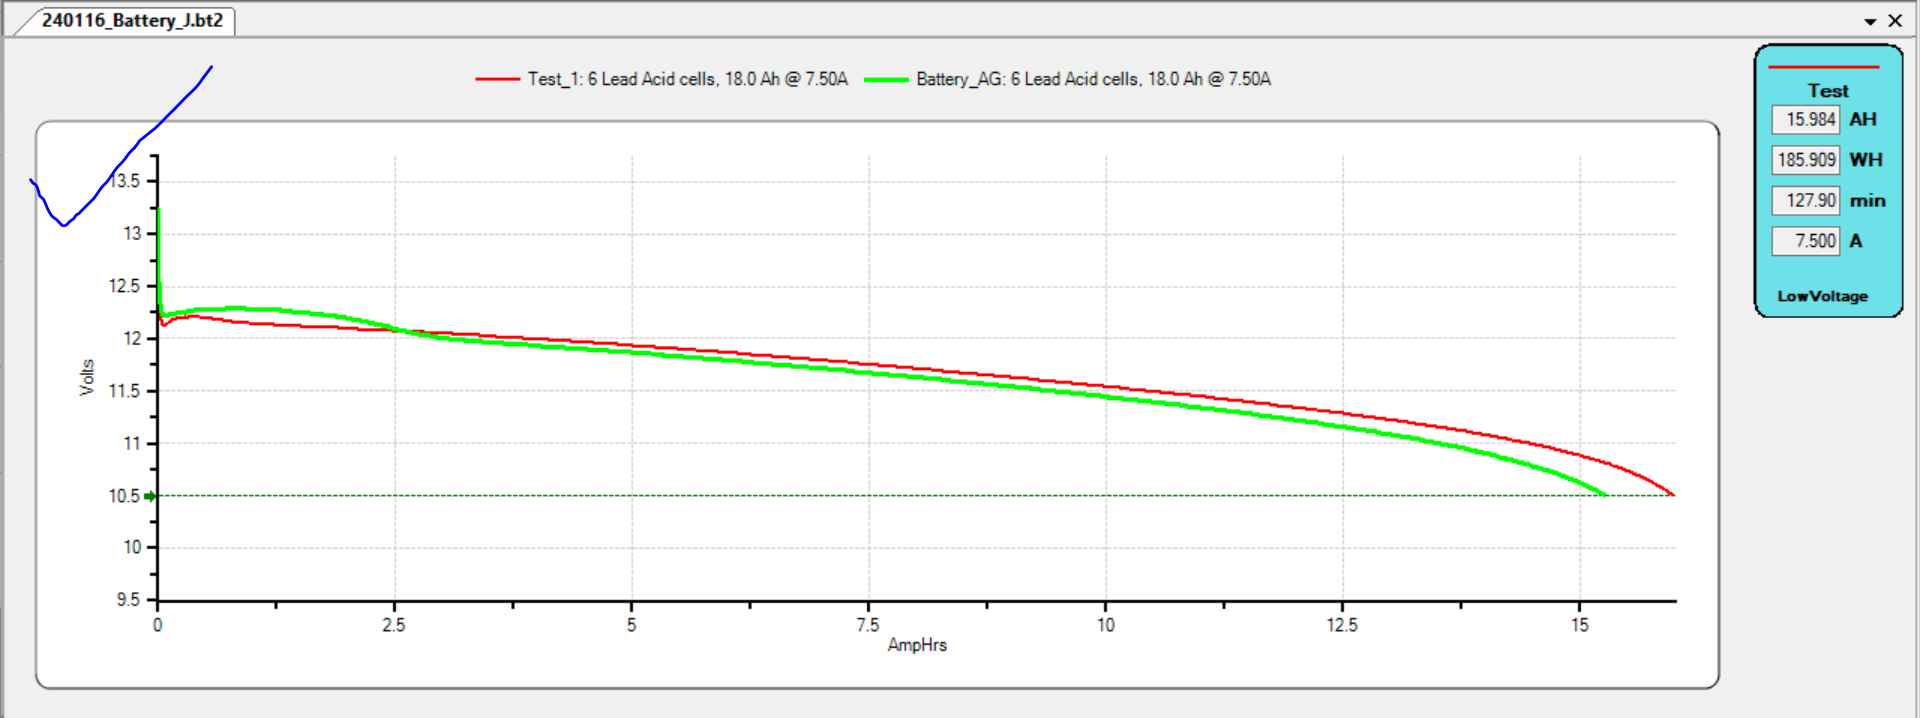 240116_Battery_J.bt2
Test_1: 6 Lead Acid cells, 18.0 Ah @ 7.50A
Battery_AG: 6 Lead Acid cells, 18.0 Ah @ 7.50A
Test
15.984 AH
185.909 WH
127.90 min
7.500 A
LowVoltage
13.5
13
12.5
12
11.5
11
10.5
10
9.5
Volts
0 2.5 5 7.5 10 12.5 15
AmpHrs